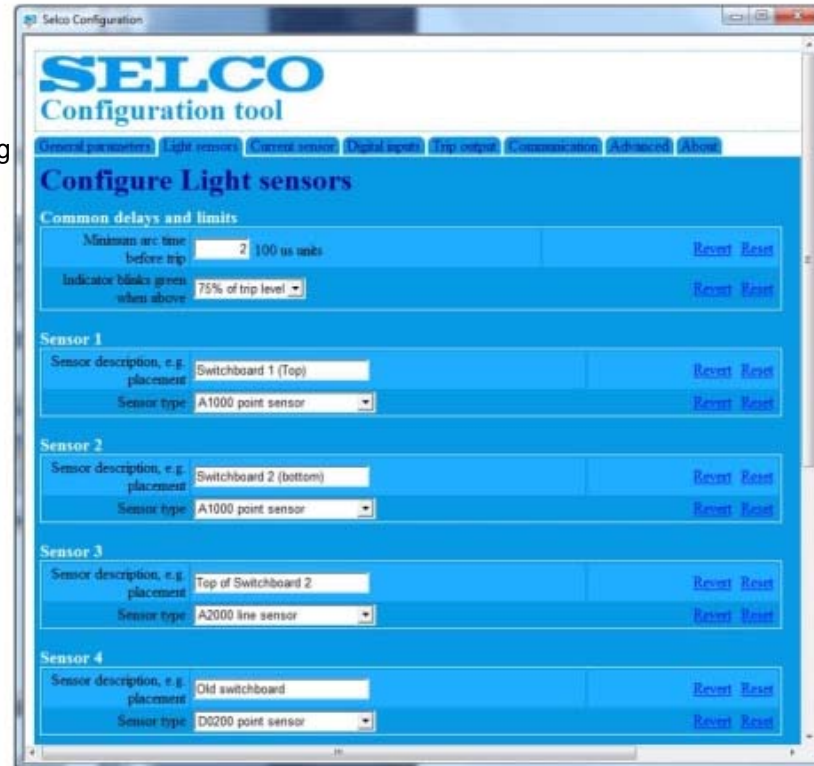 Selco Configuration
SELCO
Configuration tool
g
General parameters Light sensors Current sensor Digital inputs Trip output Communication Advanced About
Configure Light sensors
Common delays and limits
Minimum arc time
before trip 2 100 us units Revert Reset
Indicator blinks green
when above 75% of trip level Revert Reset
Sensor 1
Sensor description, e.g.
placement Switchboard 1 (Top) Revert Reset
Sensor type A1000 point sensor Revert Reset
Sensor 2
Sensor description, e.g.
placement Switchboard 2 (bottom) Revert Reset
Sensor type A1000 point sensor Revert Reset
Sensor 3
Sensor description, e.g.
placement Top of Switchboard 2 Revert Reset
Sensor type A2000 line sensor Revert Reset
Sensor 4
Sensor description, e.g.
placement Old switchboard Revert Reset
Sensor type D0200 point sensor Revert Reset